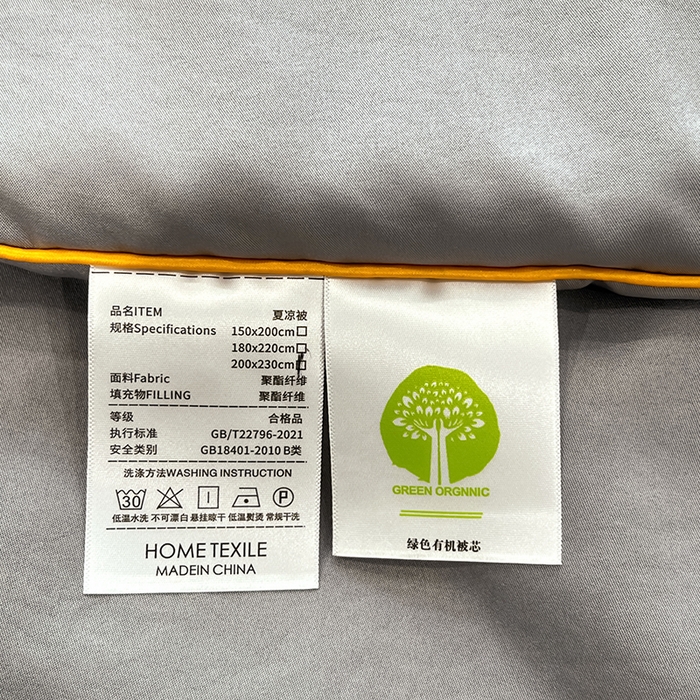 品名ITEM 夏凉被
规格Specifications 150x200cm□
180x220cm□
200x230cm□
面料Fabric 聚酯纤维
填充物FILLING 聚酯纤维
等级 合格品
执行标准 GB/T22796-2021
安全类别 GB18401-2010 B类
洗涤方法WASHING INSTRUCTION
30 P
低温水洗 不可漂白 悬挂晾干 低温熨烫 常规干洗
HOME TEXILE
MADEIN CHINA
GREEN ORGNNIC
绿色有机被芯